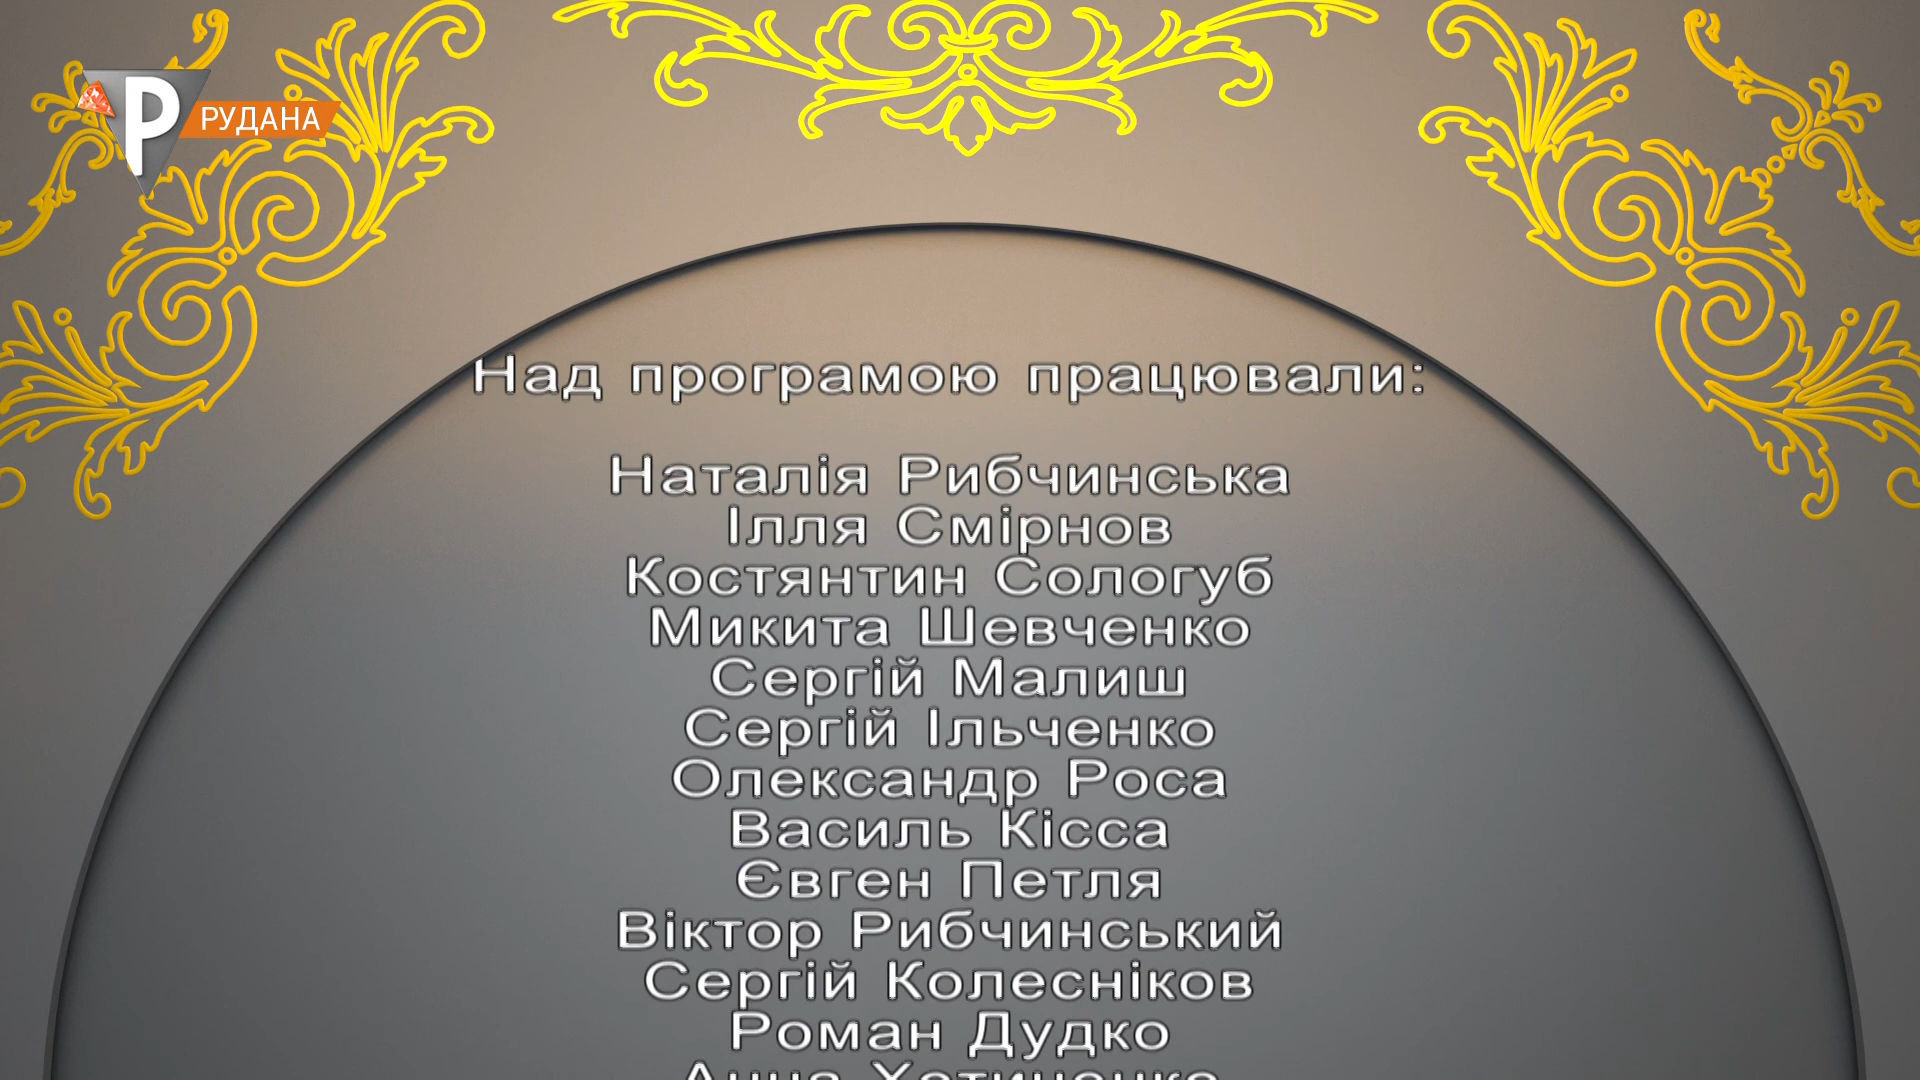 Р РУДАНА
Над програмою працювали:
Наталія Рибчинська
Ілля Смірнов
Костянтин Сологуб
Микита Шевченко
Сергій Малиш
Сергій Ільченко
Олександр Роса
Василь Кісса
Євген Петля
Віктор Рибчинський
Сергій Колесніков
Роман Дудко
Анна